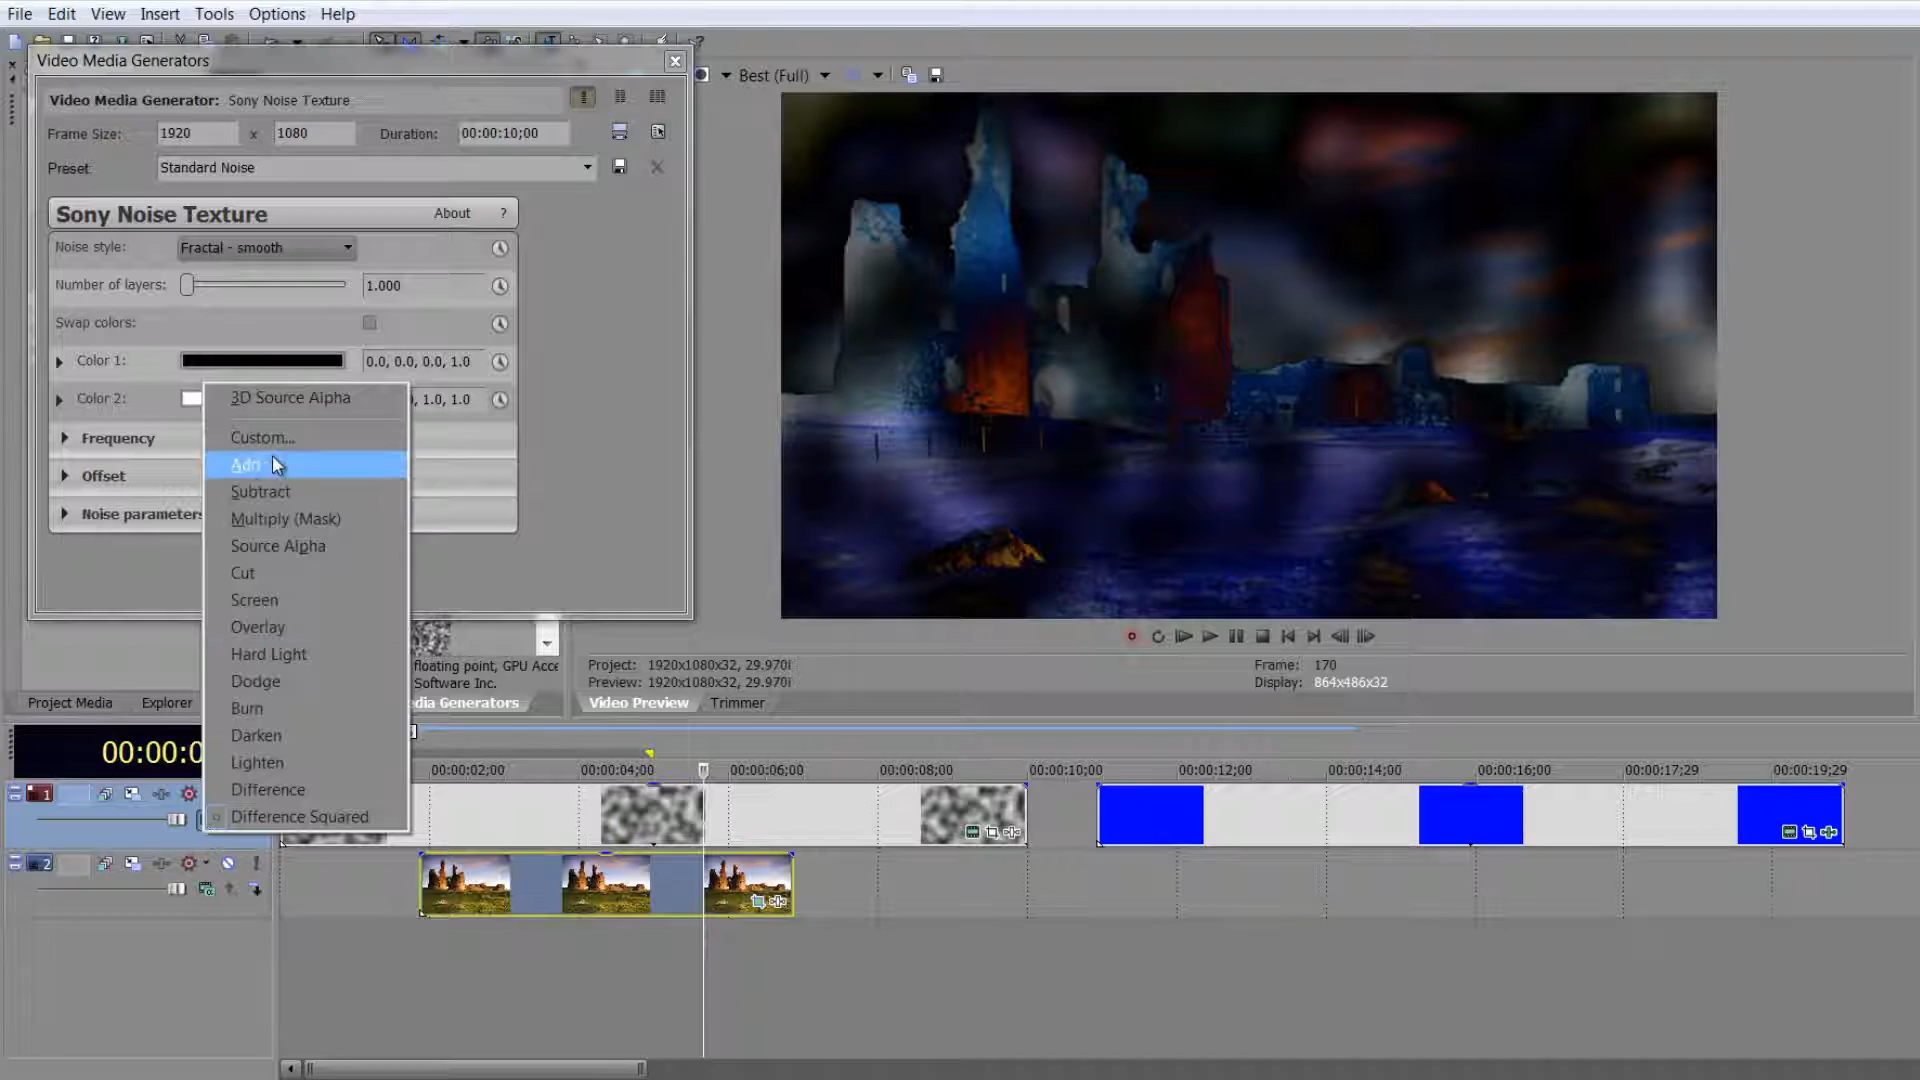 File Edit View Insert Tools Options Help
Video Media Generators
Best (Full)
Video Media Generator: Sony Noise Texture
Frame Size: 1920 x 1080 Duration: 00:00:10;00
Preset: Standard Noise
Sony Noise Texture About ?
Noise style: Fractal - smooth
Number of layers: 1.000
Swap colors:
Color 1: 0.0, 0.0, 0.0, 1.0
Color 2: , 1.0, 1.0
Frequency
Offset
Noise parameters
3D Source Alpha
Custom...
Add
Subtract
Multiply (Mask)
Source Alpha
Cut
Screen
Overlay
Hard Light
Dodge
Burn
Darken
Lighten
Difference
Difference Squared
floating point, GPU Acce
Software Inc.
Project: 1920x1080x32, 29.970i
Preview: 1920x1080x32, 29.970i
Frame: 170
Display: 864x486x32
Project Media Explorer dia Generators Video Preview Trimmer
00:00:0
00:00:02;00 00:00:04;00 00:00:06;00 00:00:08;00 00:00:10;00 00:00:12;00 00:00:14;00 00:00:16;00 00:00:17;29 00:00:19;29
1
2